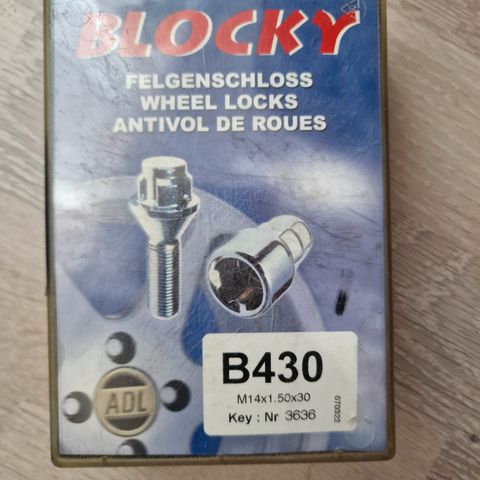 BLOCKY
FELGENSCHLOSS
WHEEL LOCKS
ANTIVOL DE ROUES
ADL
B430
M14x1.50x30
Key : Nr 3636
070922